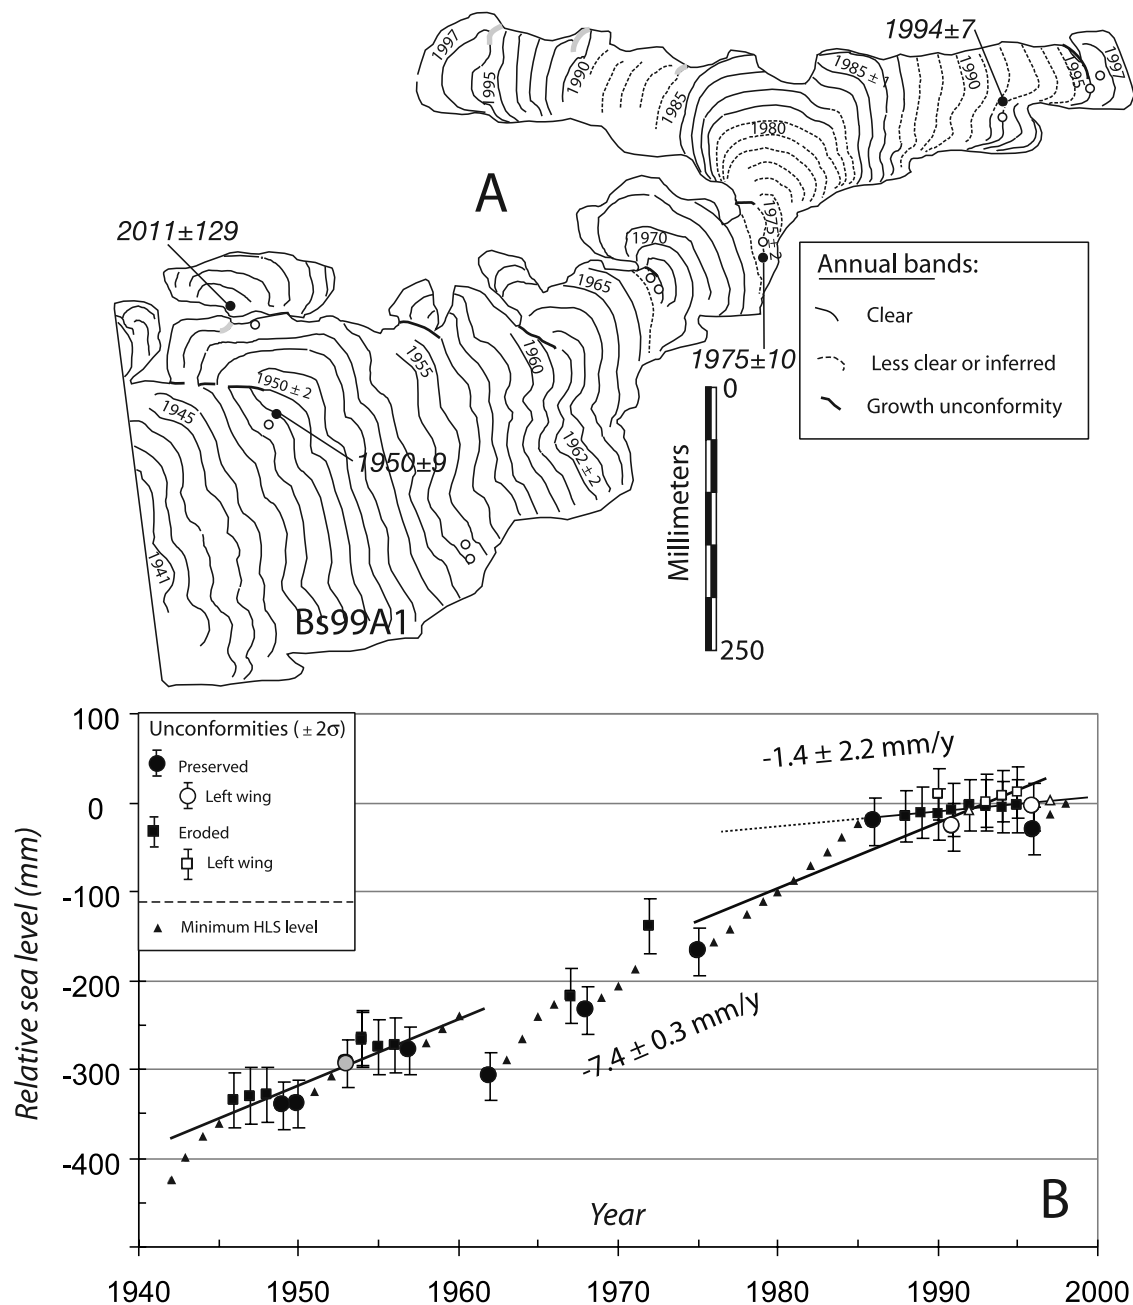 1994±7
1997
1995
1990
1985
1985 ± 1
1990
1995
1997
1980
A
2011±129
1970
1975 ± 2
1965
1975±10
Annual bands:
Clear
Less clear or inferred
Growth unconformity
1950 ± 2
1955
1960
1945
1950±9
1962 ± 2
1941
0
Millimeters
250
Bs99A1
100
0
-100
-200
-300
-400
Relative sea level (mm)
Unconformities (±2σ)
Preserved
Left wing
Eroded
Left wing
Minimum HLS level
-1.4 ± 2.2 mm/y
-7.4 ± 0.3 mm/y
Year
B
1940
1950
1960
1970
1980
1990
2000